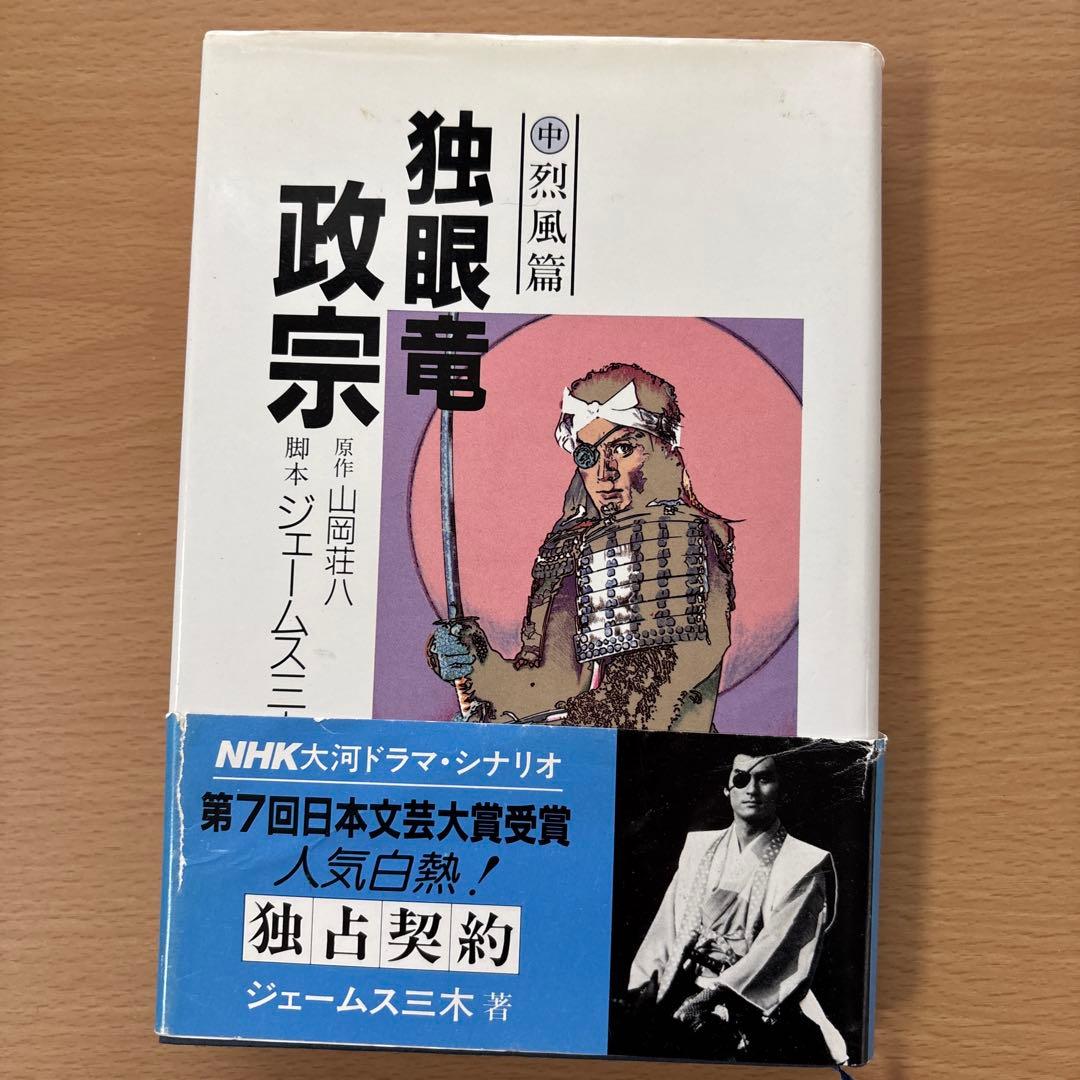 中 烈風篇
独眼竜
政宗
原作 山岡荘八
脚本 ジェームス三
NHK大河ドラマ・シナリオ
第7回日本文芸大賞受賞
人気白熱！
独占契約
ジェームス三木 著